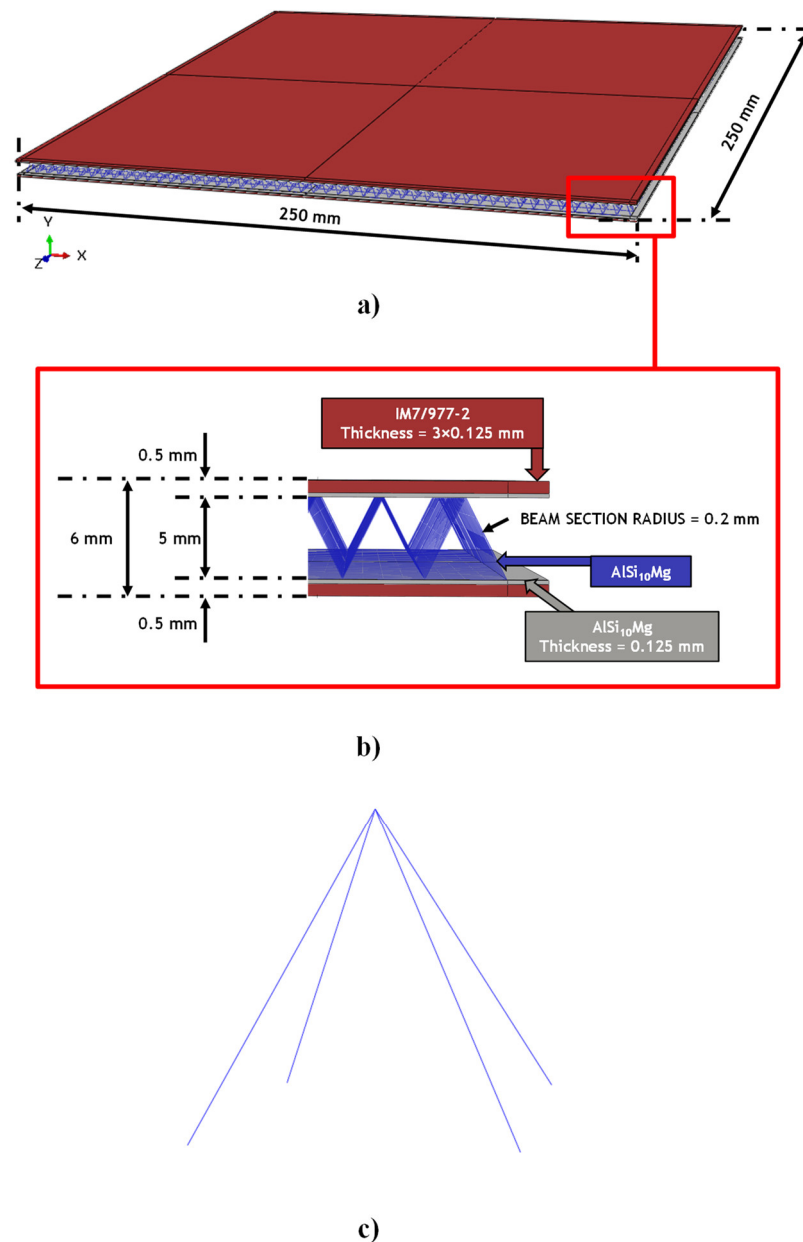 250 mm
250 mm
Y
X
Z
a)
IM7/977-2
Thickness = 3×0.125 mm
0.5 mm
6 mm
5 mm
BEAM SECTION RADIUS = 0.2 mm
AlSi₁₀Mg
0.5 mm
AlSi₁₀Mg
Thickness = 0.125 mm
b)
c)